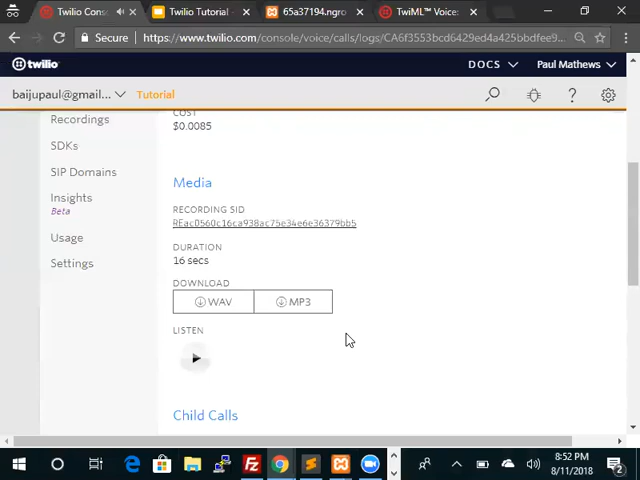 Twilio Cons
Twilio Tutorial -
65a37194.ngro
TwiML™ Voice:
Secure
https://www.twilio.com/console/voice/calls/logs/CA6f3553bcd6429ed4a425bbdfee9...
twilio
DOCS
Paul Mathews
baijupaul@gmail...
Tutorial
Recordings
SDKs
SIP Domains
Insights
Beta
Usage
Settings
COST
$0.0085
Media
RECORDING SID
REac0560c16ca938ac75e34e6e36379bb5
DURATION
16 secs
DOWNLOAD
WAV
MP3
LISTEN
Child Calls
8:52 PM
8/11/2018
2